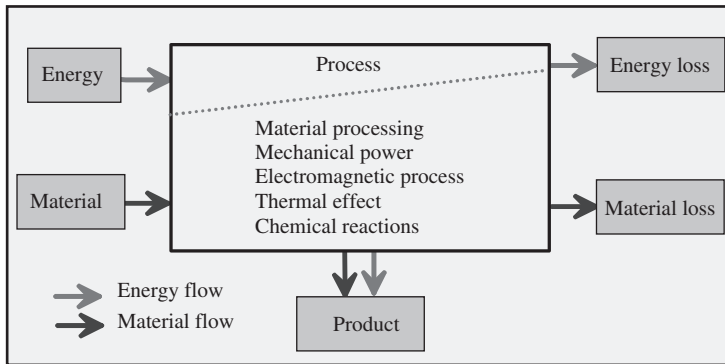 Energy
Process
Energy loss
Material processing
Mechanical power
Electromagnetic process
Thermal effect
Chemical reactions
Material
Material loss
Energy flow
Material flow
Product